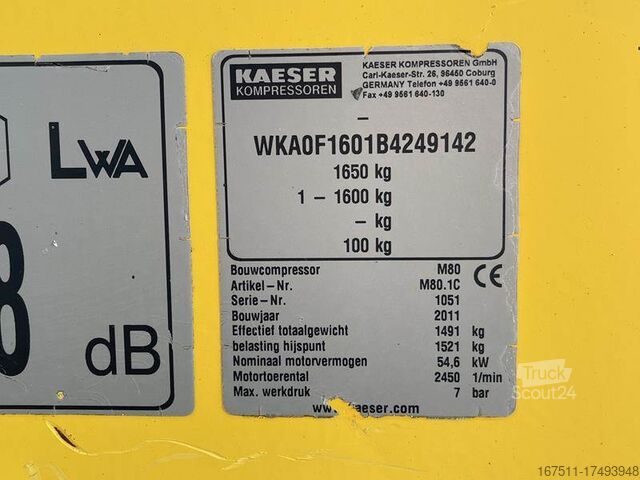 LWA
8
dB
KAESER
KOMPRESSOREN
KAESER KOMPRESSOREN GmbH
Carl-Kaeser-Str. 26, 96450 Coburg
GERMANY Telefon +49 9561 640-0
Fax +49 9561 640-130
–
WKA0F1601B4249142
1650 kg
1 – 1600 kg
– kg
100 kg
Bouwcompressor M80 CE
Artikel-Nr. M80.1C
Serie-Nr. 1051
Bouwjaar 2011
Effectief totaalgewicht 1491 kg
belasting hijspunt 1521 kg
Nominaal motorvermogen 54,6 kW
Motortoerental 2450 1/min
Max. werkdruk 7 bar
www.kaeser.com
Truck
Scout24
167511-17493948